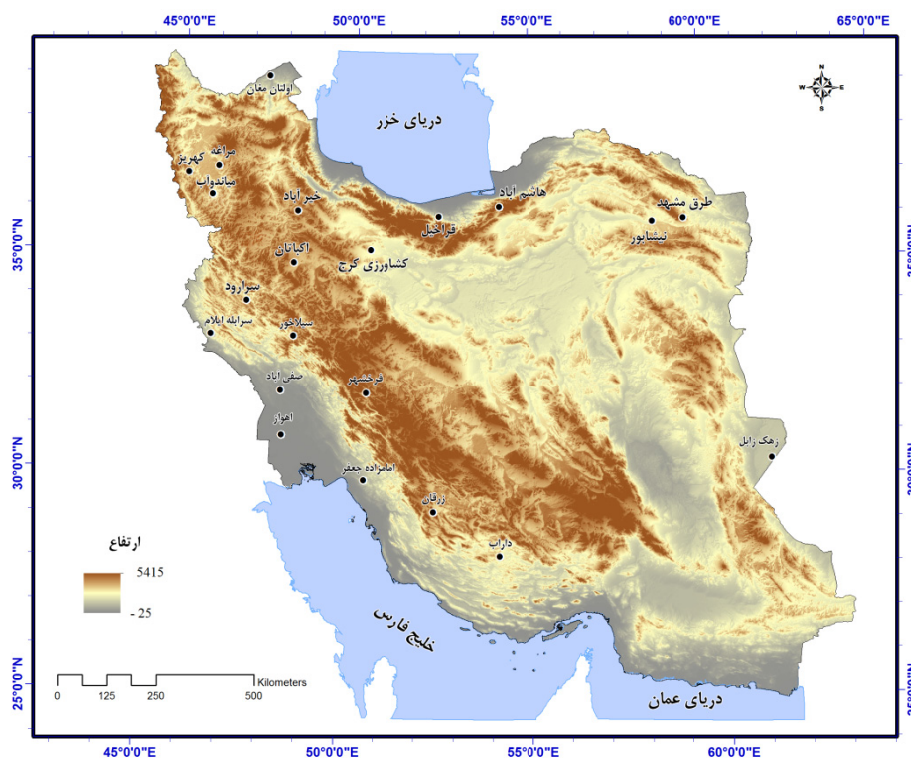 45°0'0"E 50°0'0"E 55°0'0"E 60°0'0"E 65°0'0"E
N
W E
S
اولتان مغان
دریای خزر
مراغه
کهریز
میاندوآب
خیر آباد
هاشم آباد
قراخیل
طرق مشهد
نیشابور
35°0'0"N
اکباتان
کشاورزی کرج
سرارود
سرابله ایلام
سیلاخور
صفی آباد
فرخشهر
اهواز
زهک زابل
30°0'0"N
امامزاده جعفر
زرقان
داراب
ارتفاع
5415
- 25
خلیج فارس
Kilometers
0 125 250 500
25°0'0"N
دریای عمان
45°0'0"E 50°0'0"E 55°0'0"E 60°0'0"E